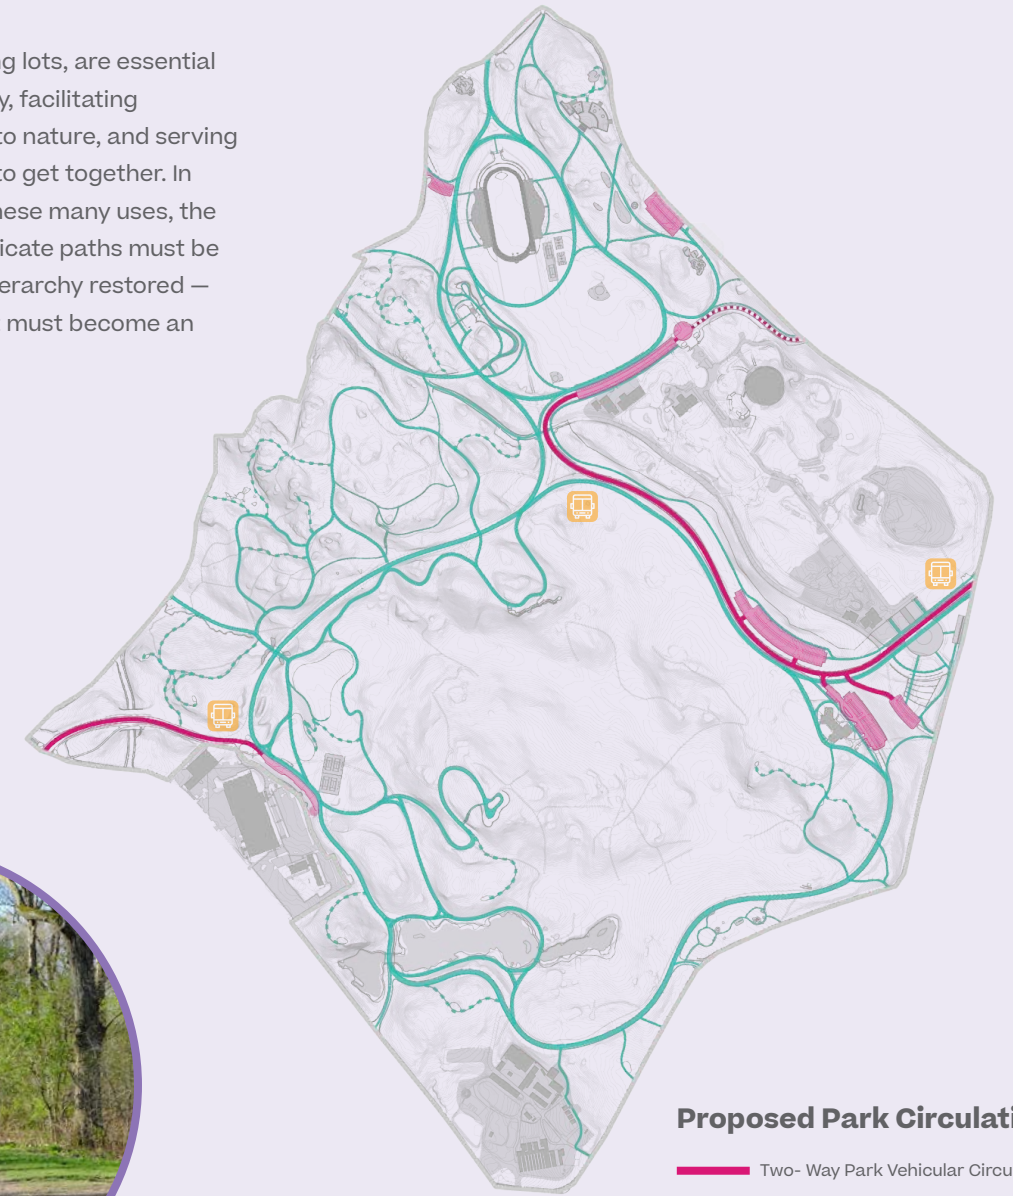 g lots, are essential
y, facilitating
to nature, and serving
to get together. In
hese many uses, the
icate paths must be
erarchy restored —
must become an
Proposed Park Circulati
Two- Way Park Vehicular Circu